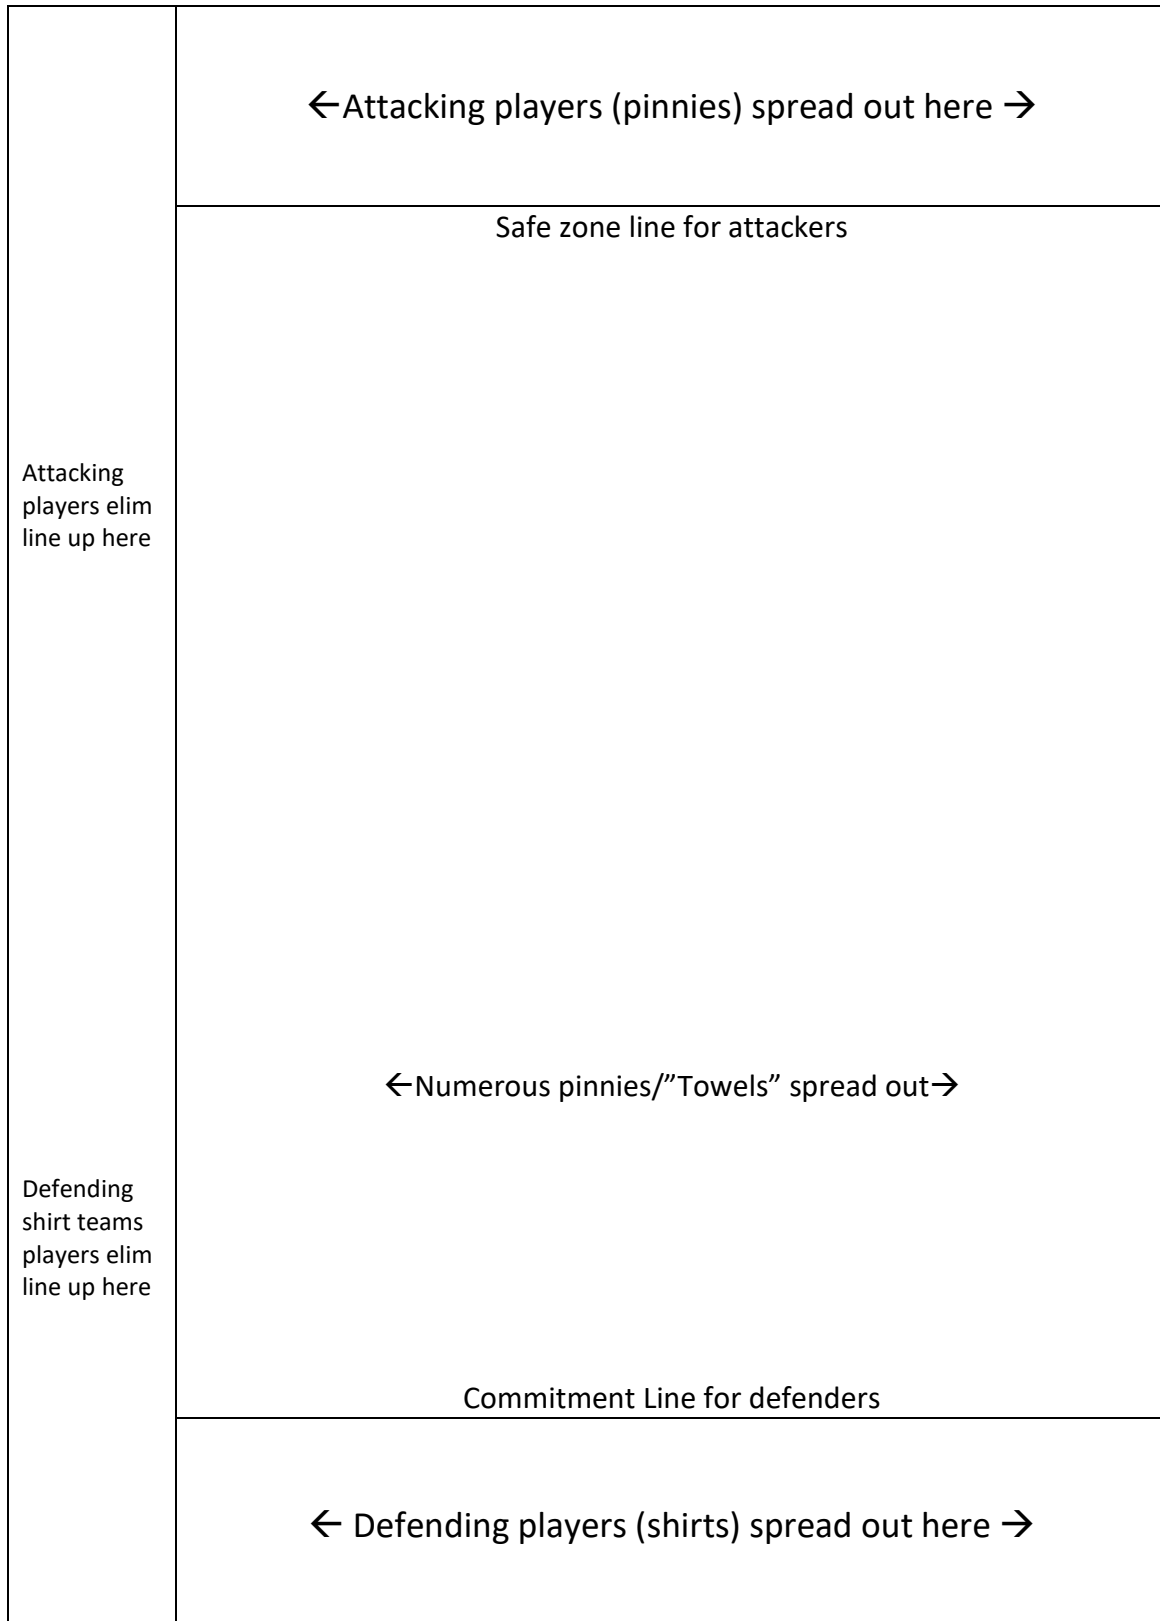 ←Attacking players (pinnies) spread out here →
Safe zone line for attackers
Attacking
players elim
line up here
←Numerous pinnies/”Towels” spread out→
Defending
shirt teams
players elim
line up here
Commitment Line for defenders
← Defending players (shirts) spread out here →